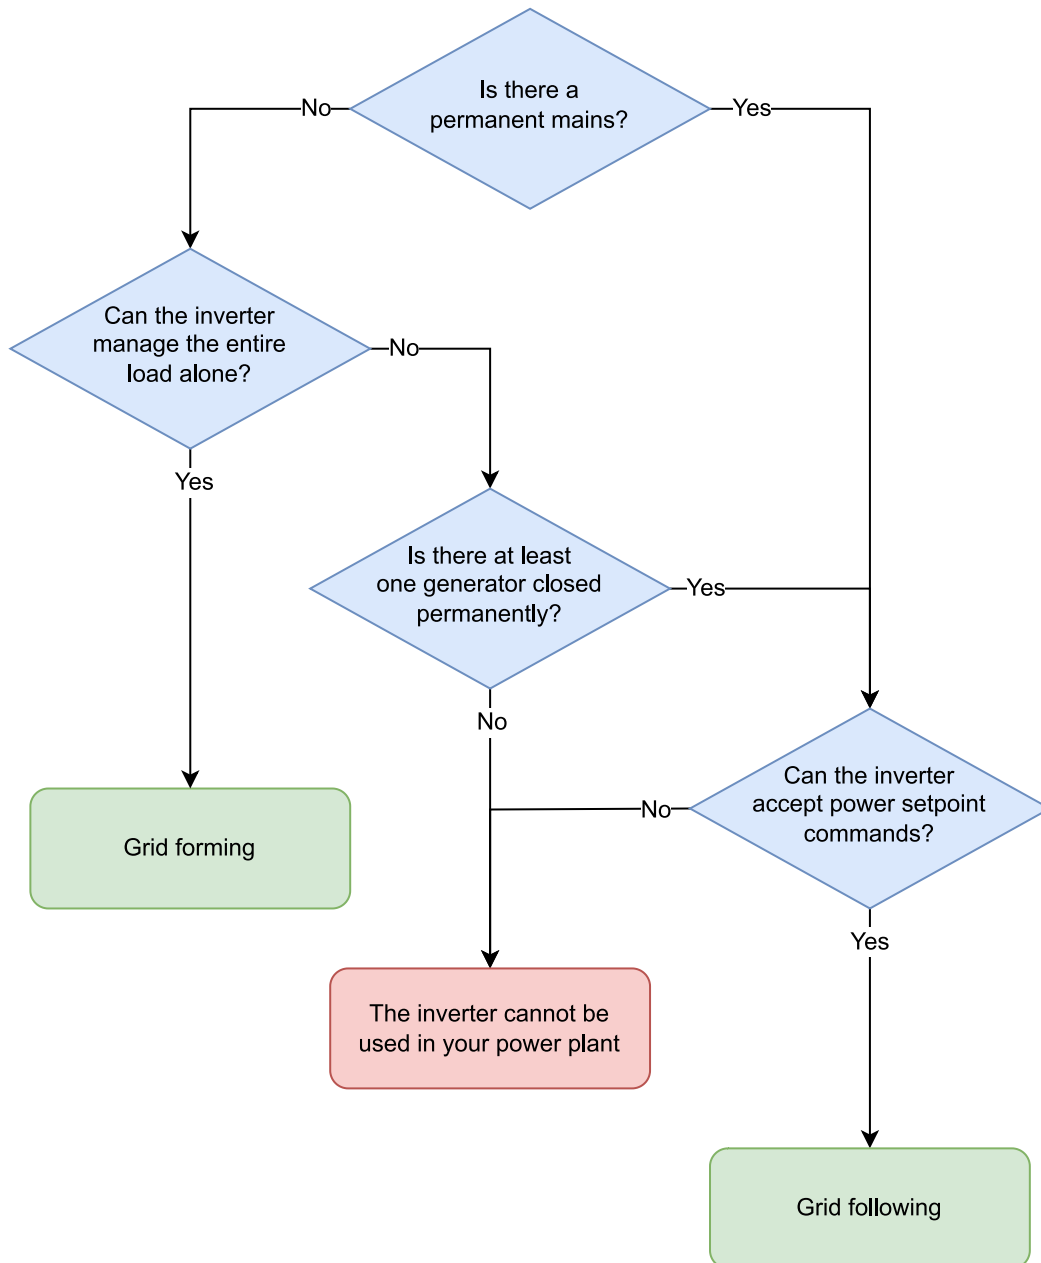 Is there a
permanent mains?
No
Yes
Can the inverter
manage the entire
load alone?
No
Yes
Is there at least
one generator closed
permanently?
Yes
No
Can the inverter
accept power setpoint
commands?
No
Yes
Grid forming
The inverter cannot be
used in your power plant
Grid following